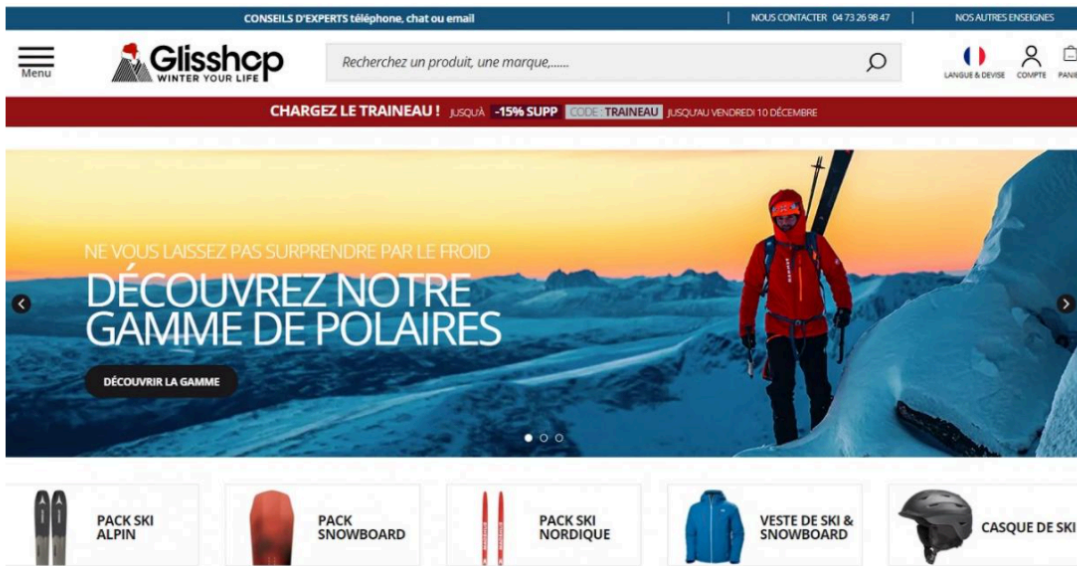 CONSEILS D'EXPERTS téléphone, chat ou email
NOUS CONTACTER 04 73 26 98 47
NOS AUTRES ENSEIGNES
Menu
Glisshop
WINTER YOUR LIFE
Recherchez un produit, une marque,......
LANGUE & DEVISE
COMPTE
CHARGEZ LE TRAINEAU ! JUSQU'À -15% SUPP CODE : TRAINEAU JUSQU'AU VENDREDI 10 DÉCEMBRE
NE VOUS LAISSEZ PAS SURPRENDRE PAR LE FROID
DÉCOUVREZ NOTRE
GAMME DE POLAIRES
DÉCOUVRIR LA GAMME
PACK SKI
ALPIN
PACK
SNOWBOARD
PACK SKI
NORDIQUE
VESTE DE SKI &
SNOWBOARD
CASQUE DE SKI